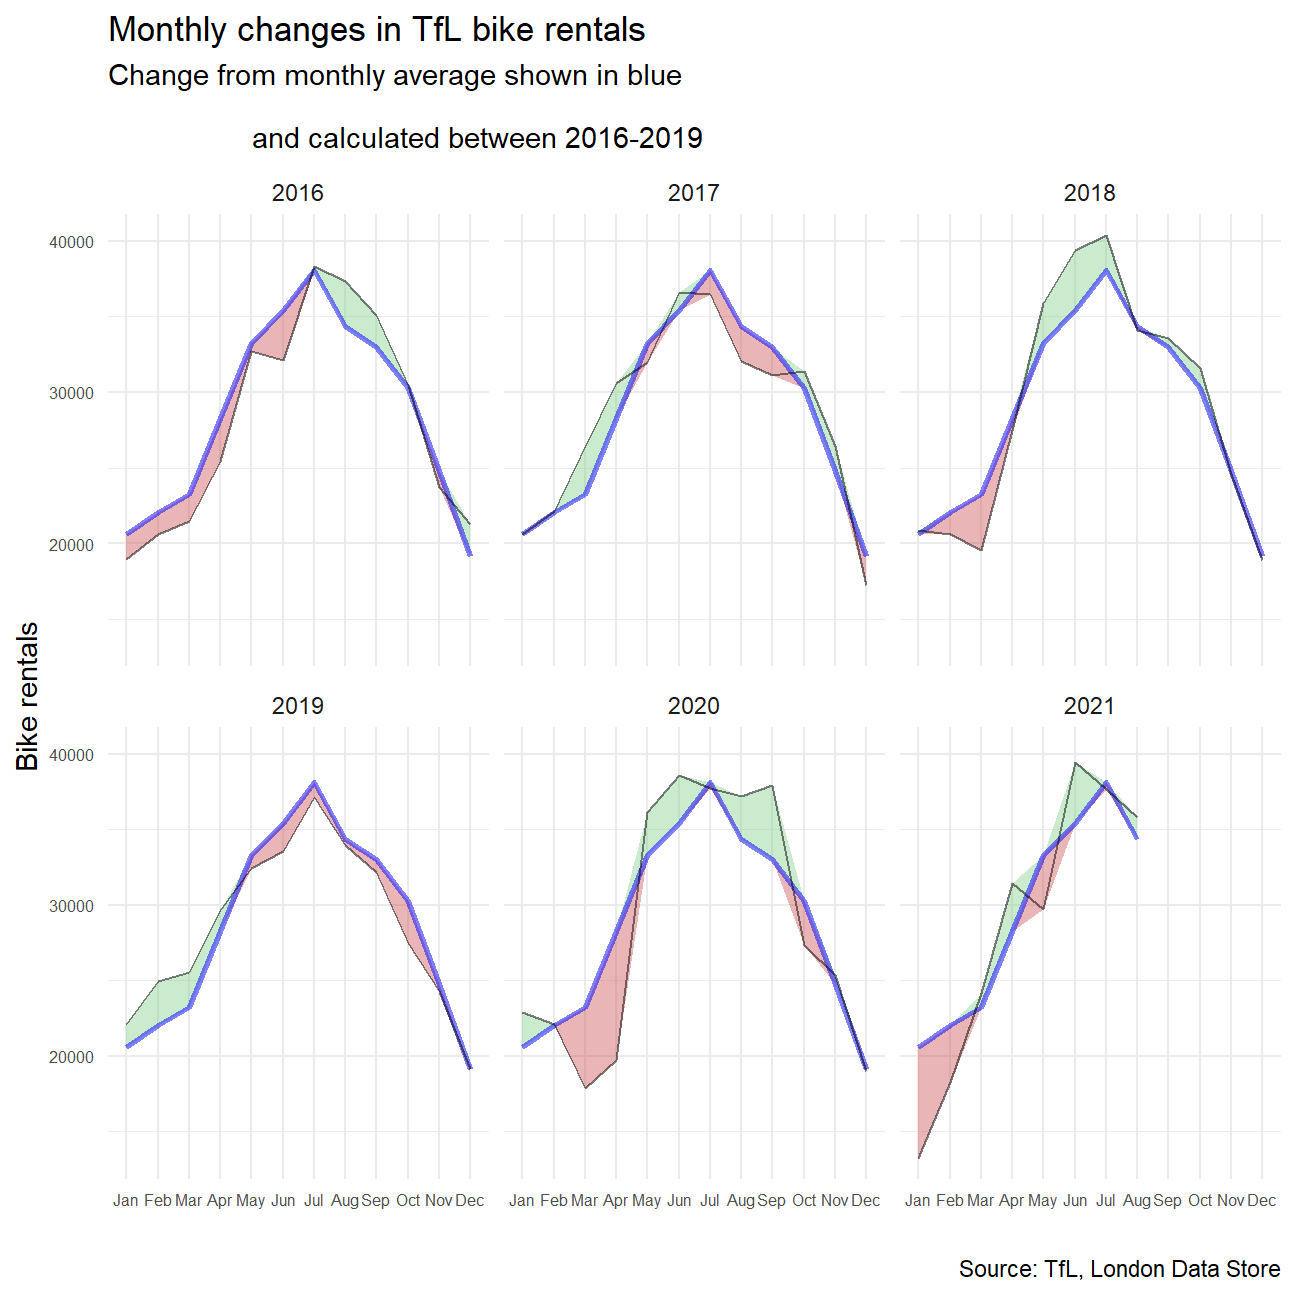 Monthly changes in TfL bike rentals
Change from monthly average shown in blue
and calculated between 2016-2019
2016 2017 2018
40000
30000
20000
Bike rentals
2019 2020 2021
40000
30000
20000
Jan Feb Mar Apr May Jun Jul Aug Sep Oct Nov Dec Jan Feb Mar Apr May Jun Jul Aug Sep Oct Nov Dec Jan Feb Mar Apr May Jun Jul Aug Sep Oct Nov Dec
Source: TfL, London Data Store